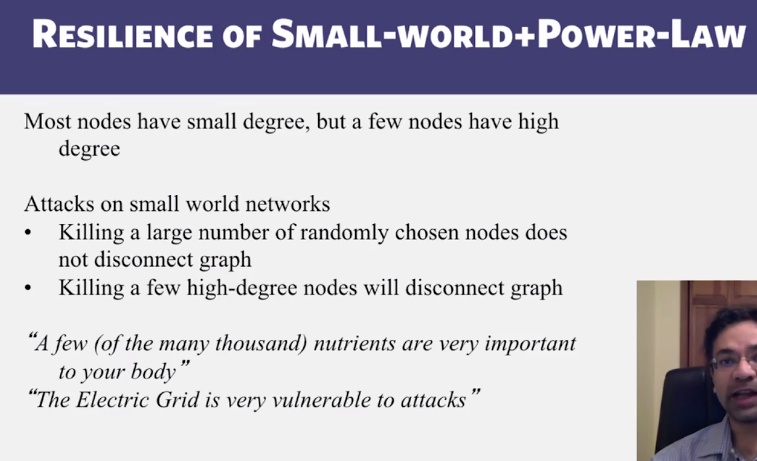 RESILIENCE OF SMALL-WORLD+POWER-LAW
Most nodes have small degree, but a few nodes have high
degree
Attacks on small world networks
• Killing a large number of randomly chosen nodes does
not disconnect graph
• Killing a few high-degree nodes will disconnect graph
“A few (of the many thousand) nutrients are very important
to your body”
“The Electric Grid is very vulnerable to attacks”